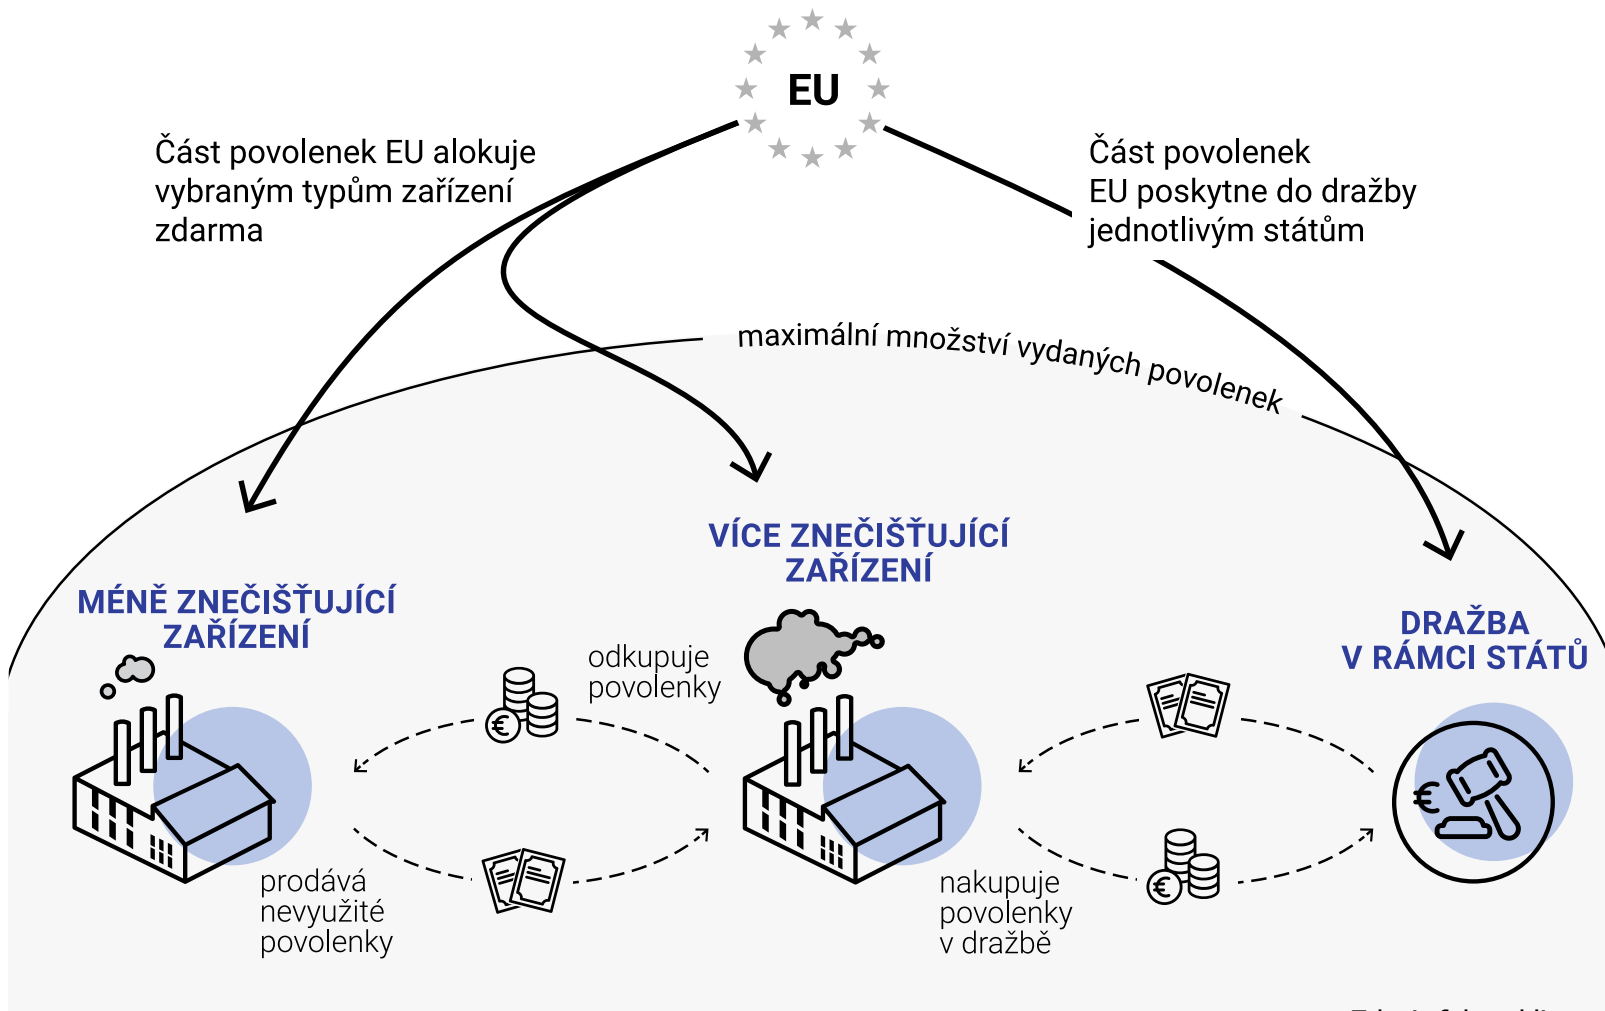 EU
Část povolenek EU alokuje
vybraným typům zařízení
zdarma
Část povolenek
EU poskytne do dražby
jednotlivým státům
maximální množství vydaných povolenek
VÍCE ZNEČIŠŤUJÍCÍ
ZAŘÍZENÍ
MÉNĚ ZNEČIŠŤUJÍCÍ
ZAŘÍZENÍ
DRAŽBA
V RÁMCI STÁTŮ
odkupuje
povolenky
€
€
€
prodává
nevyužité
povolenky
nakupuje
povolenky
v dražbě